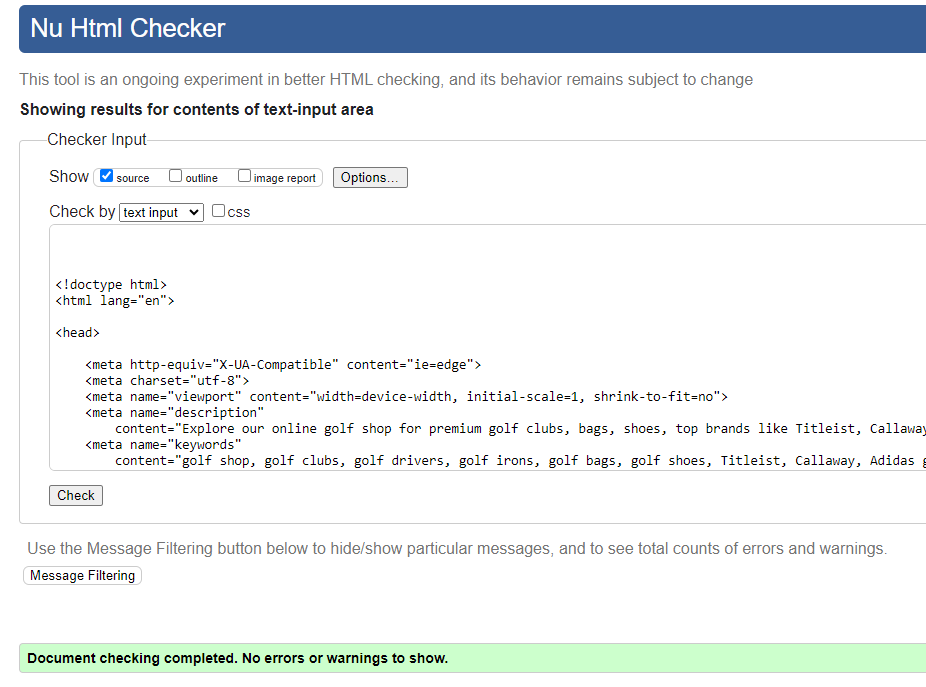 Nu Html Checker
This tool is an ongoing experiment in better HTML checking, and its behavior remains subject to change
Showing results for contents of text-input area
Checker Input
Show source outline image report Options...
Check by text input css
<!doctype html>
<html lang="en">
<head>
<meta http-equiv="X-UA-Compatible" content="ie=edge">
<meta charset="utf-8">
<meta name="viewport" content="width=device-width, initial-scale=1, shrink-to-fit=no">
<meta name="description"
content="Explore our online golf shop for premium golf clubs, bags, shoes, top brands like Titleist, Callaway
<meta name="keywords"
content="golf shop, golf clubs, golf drivers, golf irons, golf bags, golf shoes, Titleist, Callaway, Adidas g
Check
Use the Message Filtering button below to hide/show particular messages, and to see total counts of errors and warnings.
Message Filtering
Document checking completed. No errors or warnings to show.